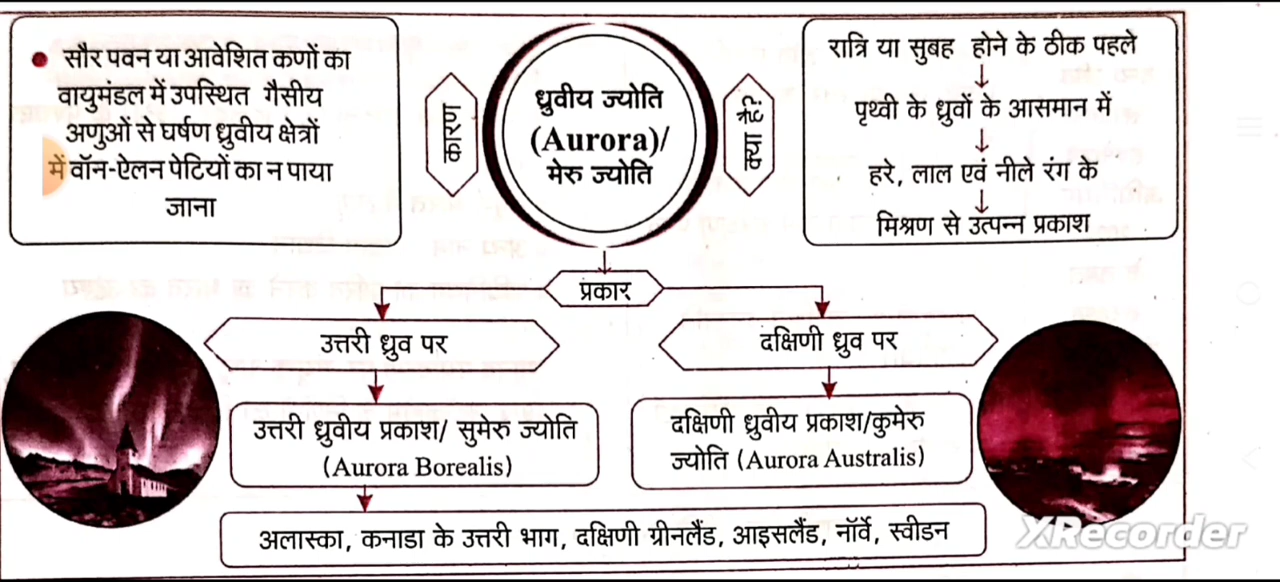 सौर पवन या आवेशित कणों का
वायुमंडल में उपस्थित गैसीय
अणुओं से घर्षण ध्रुवीय क्षेत्रों
में वॉन-ऐलन पेटियों का न पाया
जाना
कारण
ध्रुवीय ज्योति
(Aurora)/
मेरु ज्योति
क्या है?
रात्रि या सुबह होने के ठीक पहले
पृथ्वी के ध्रुवों के आसमान में
हरे, लाल एवं नीले रंग के
मिश्रण से उत्पन्न प्रकाश
प्रकार
उत्तरी ध्रुव पर
दक्षिणी ध्रुव पर
उत्तरी ध्रुवीय प्रकाश/ सुमेरु ज्योति
(Aurora Borealis)
दक्षिणी ध्रुवीय प्रकाश/कुमेरु
ज्योति (Aurora Australis)
अलास्का, कनाडा के उत्तरी भाग, दक्षिणी ग्रीनलैंड, आइसलैंड, नॉर्वे, स्वीडन
XRecorder